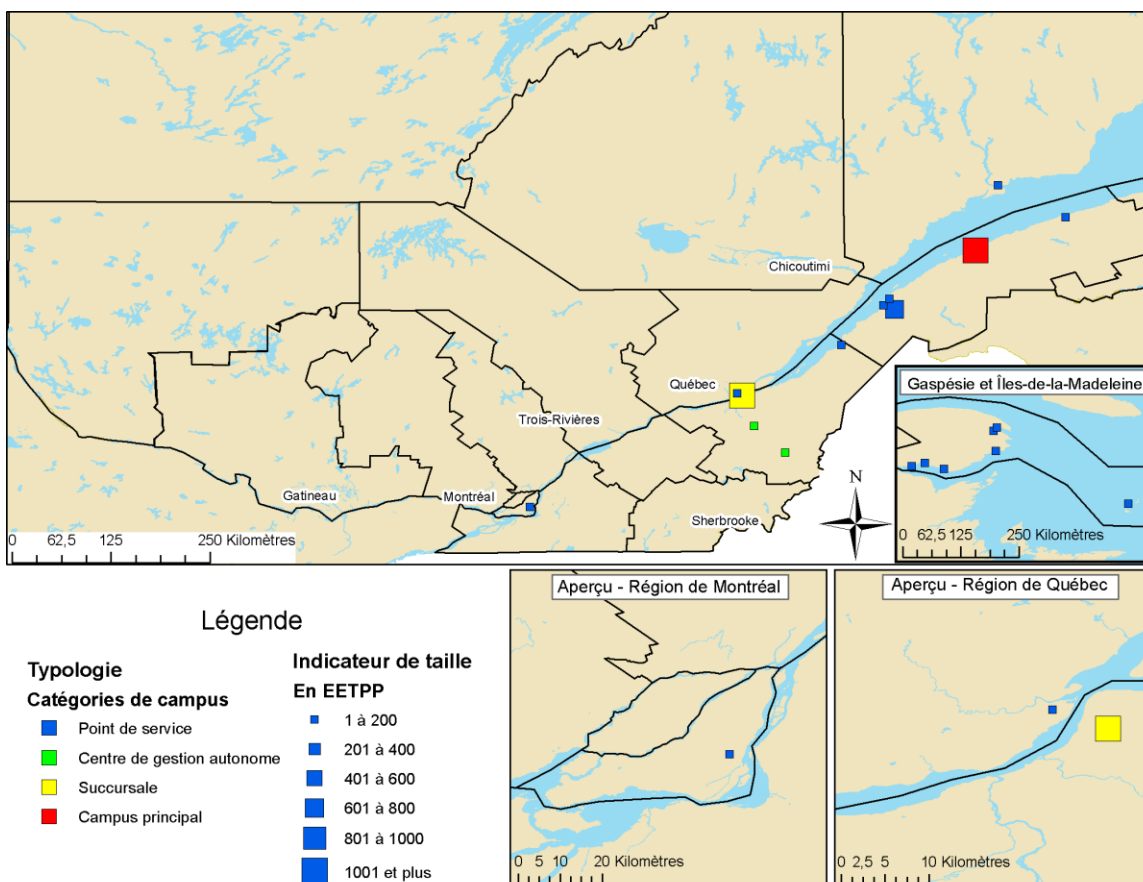 Chicoutimi
Québec
Trois-Rivières
Gatineau
Montréal
Sherbrooke
N
0 62,5 125 250 Kilomètres
Gaspésie et Îles-de-la-Madeleine
0 62,5 125 250 Kilomètres
Légende
Typologie
Catégories de campus
Point de service
Centre de gestion autonome
Succursale
Campus principal
Indicateur de taille
En EETPP
1 à 200
201 à 400
401 à 600
601 à 800
801 à 1000
1001 et plus
Aperçu - Région de Montréal
0 5 10 20 Kilomètres
Aperçu - Région de Québec
0 2,5 5 10 Kilomètres